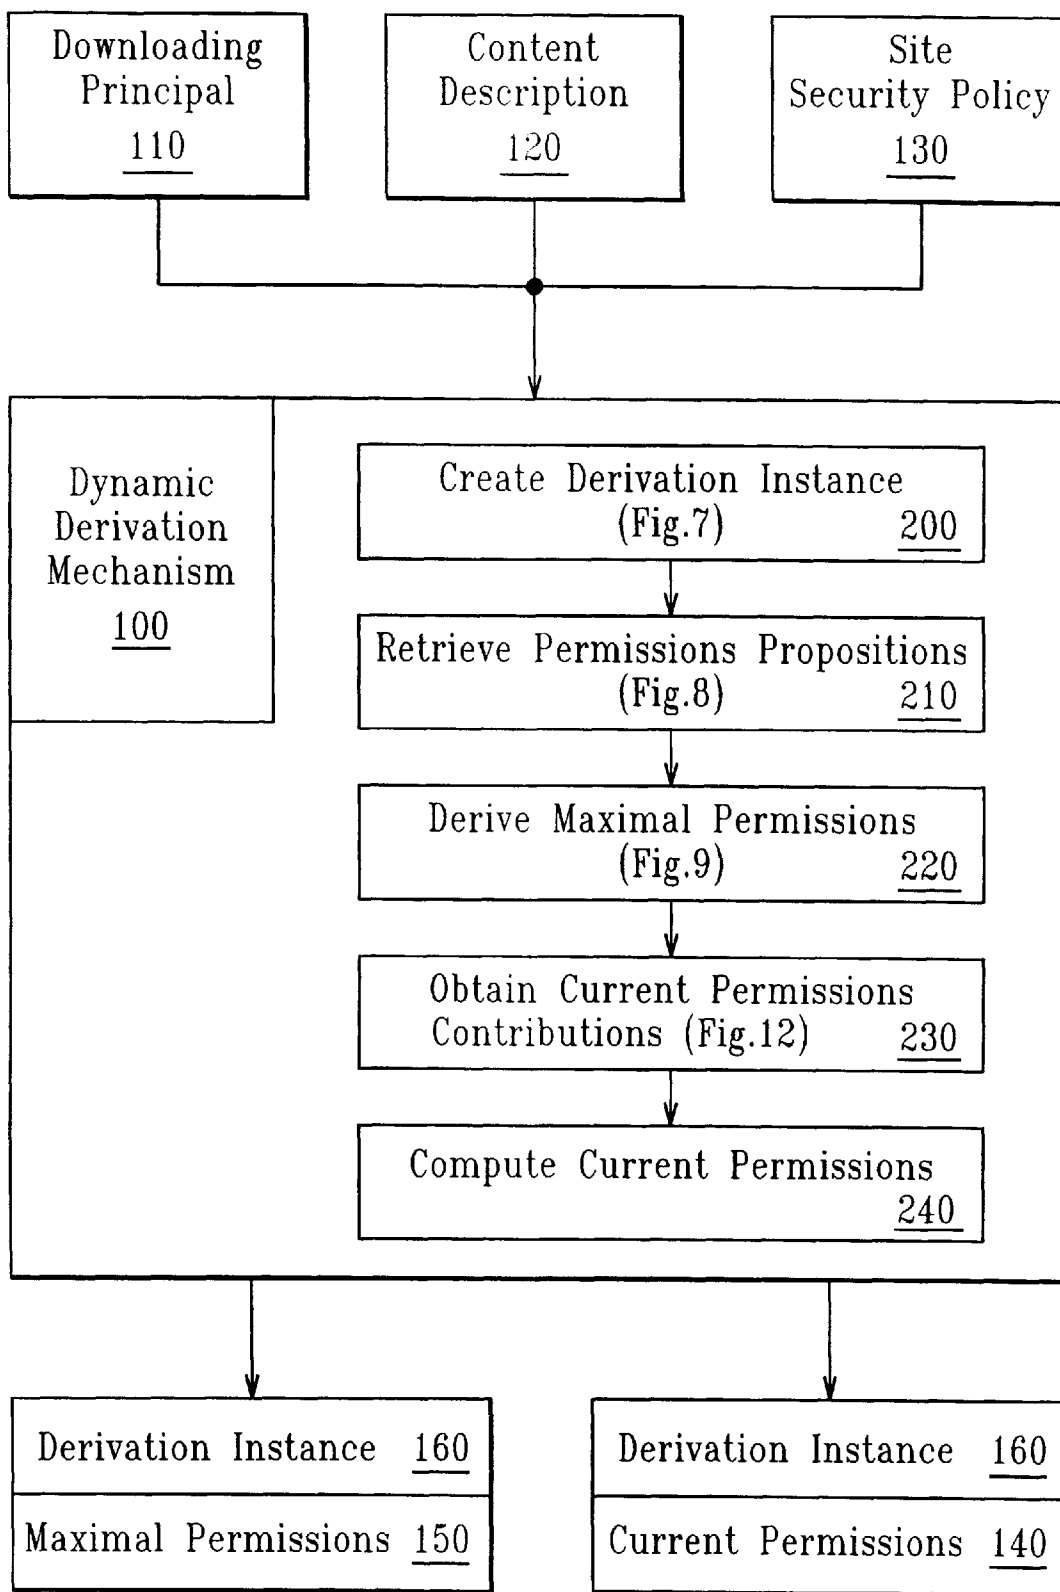 Downloading
Principal
110
Content
Description
120
Site
Security Policy
130
Dynamic
Derivation
Mechanism
100
Create Derivation Instance
(Fig.7) 200
Retrieve Permissions Propositions
(Fig.8) 210
Derive Maximal Permissions
(Fig.9) 220
Obtain Current Permissions
Contributions (Fig.12) 230
Compute Current Permissions
240
Derivation Instance 160
Maximal Permissions 150
Derivation Instance 160
Current Permissions 140